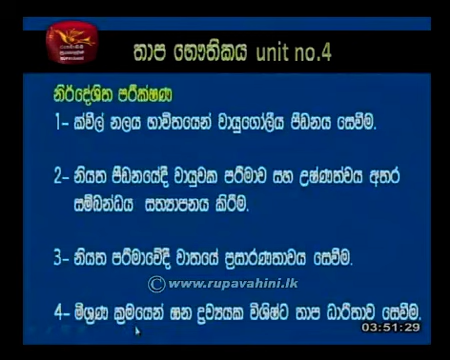 තාප භෞතිකය unit no.4
නිර්දේශිත පරීක්ෂණ
1– ක්විල් නලය භාවිතයෙන් වායුගෝලීය පීඩනය සෙවීම.
2– නියත පීඩනයේදී වායුවක පරිමාව සහ උෂ්ණත්වය අතර
සම්බන්ධය සත්‍යාපනය කිරීම.
3– නියත පරිමාවේදී වාතයේ ප්‍රසාරණතාවය සෙවීම.
© www.rupavahini.lk
4– මිශ්‍රණ ක්‍රමයෙන් ඝන ද්‍රව්‍යයක විශිෂ්ට තාප ධාරිතාව සෙවීම.
03:51:29